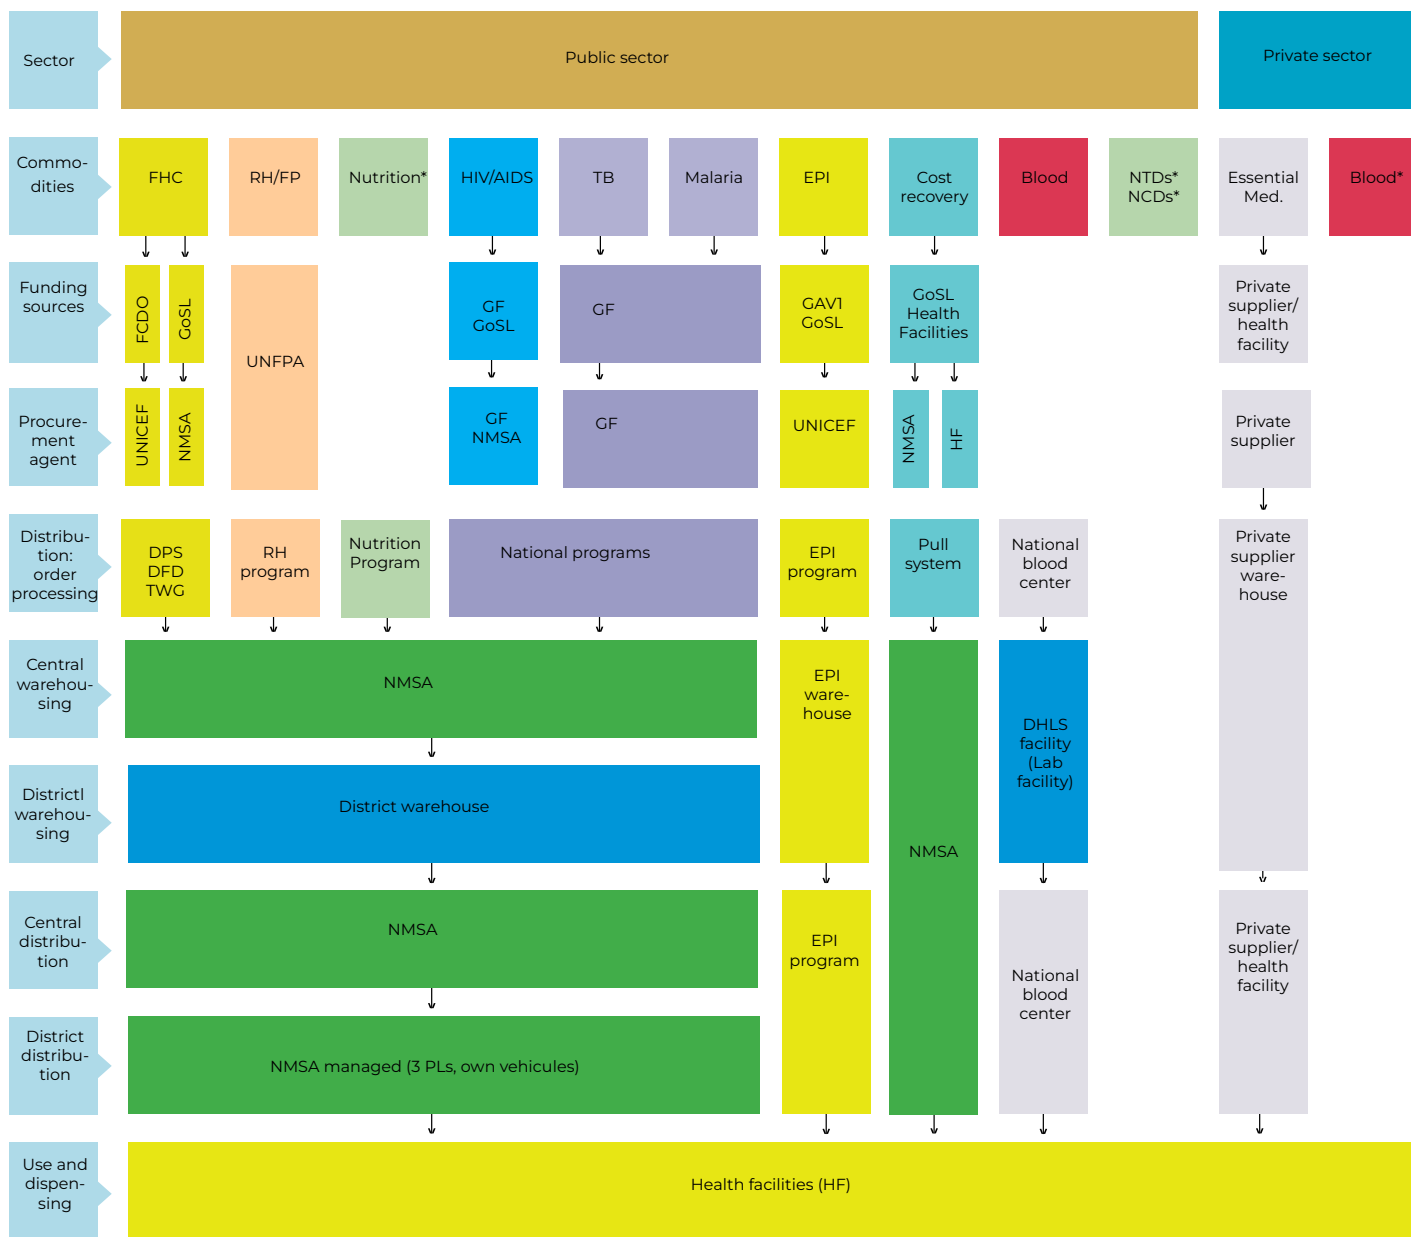 Sector
Public sector
Private sector
Commo-
dities
FHC
RH/FP
Nutrition*
HIV/AIDS
TB
Malaria
EPI
Cost
recovery
Blood
NTDs*
NCDs*
Essential
Med.
Blood*
Funding
sources
FCDO
GoSL
UNFPA
GF
GoSL
GF
GAV1
GoSL
GoSL
Health
Facilities
Private
supplier/
health
facility
Procure-
ment
agent
UNICEF
NMSA
GF
NMSA
GF
UNICEF
NMSA
HF
Private
supplier
Distribu-
tion:
order
processing
DPS
DFD
TWG
RH
program
Nutrition
Program
National programs
EPI
program
Pull
system
National
blood
center
Private
supplier
ware-
house
Central
warehou-
sing
NMSA
EPI
ware-
house
DHLS
facility
(Lab
facility)
Districtl
warehou-
sing
District warehouse
NMSA
Central
distribu-
tion
NMSA
EPI
program
National
blood
center
Private
supplier/
health
facility
District
distribu-
tion
NMSA managed (3 PLs, own vehicules)
Use and
dispen-
sing
Health facilities (HF)